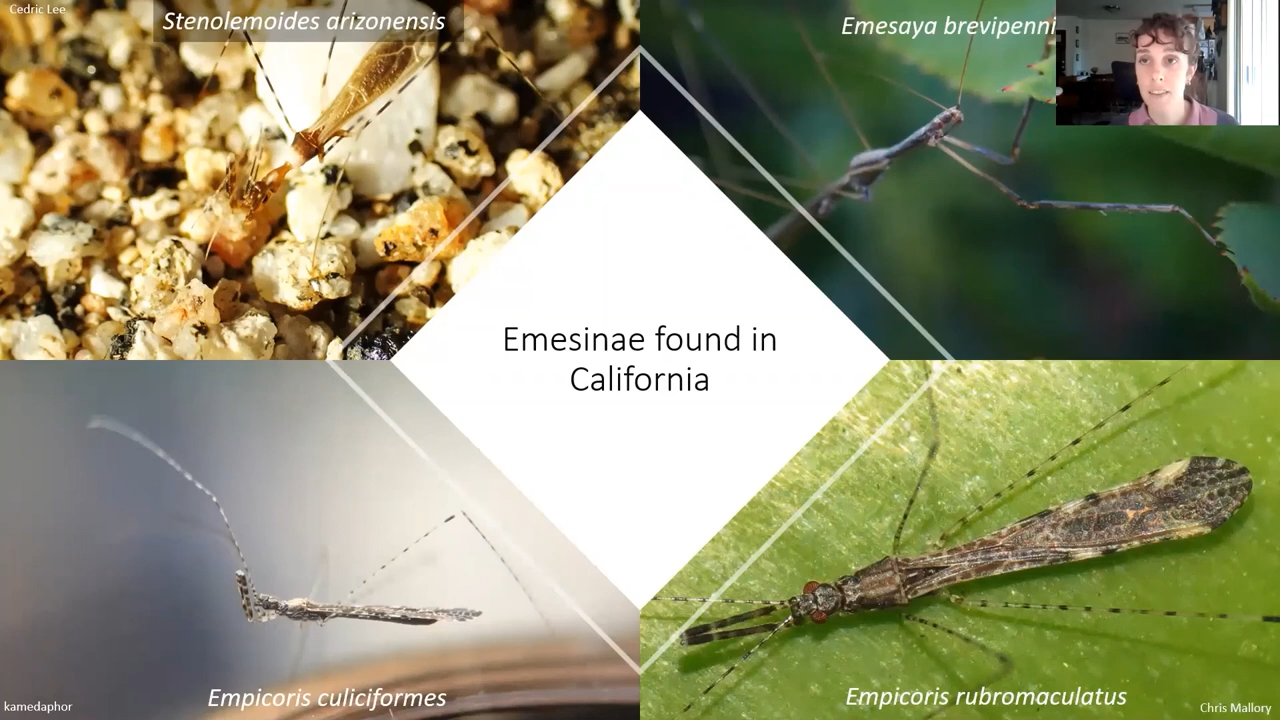 Cedric Lee
Stenolemoides arizonensis
Emesaya brevipenni
Emesinae found in
California
Empicoris culiciformes
kamedaphor
Empicoris rubromaculatus
Chris Mallory